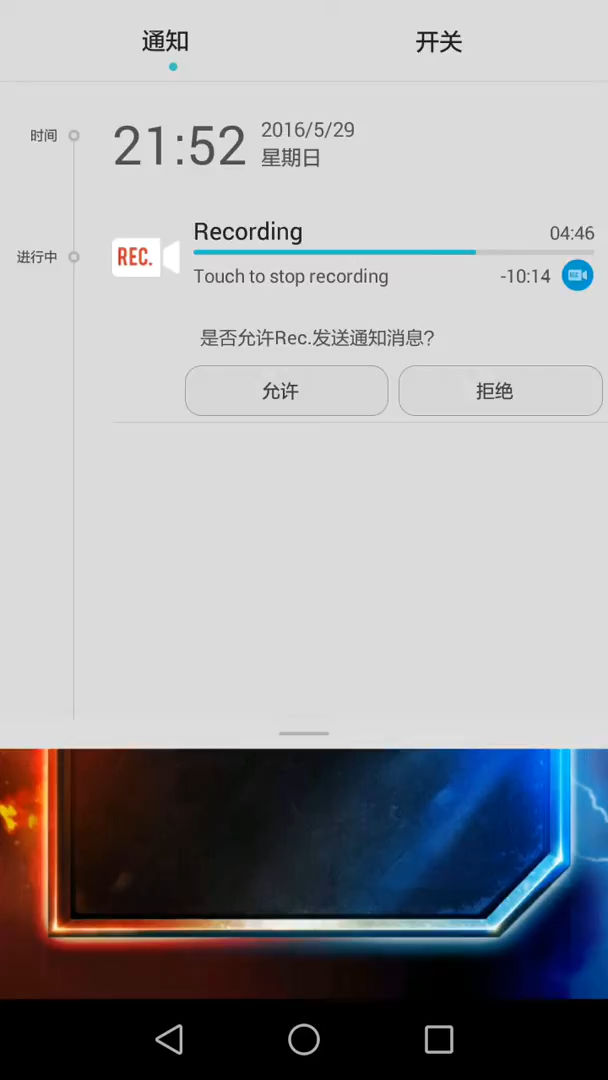 通知
开关
时间
21:52
2016/5/29
星期日
进行中
REC.
Recording
04:46
Touch to stop recording
-10:14
REC
是否允许Rec.发送通知消息?
允许
拒绝